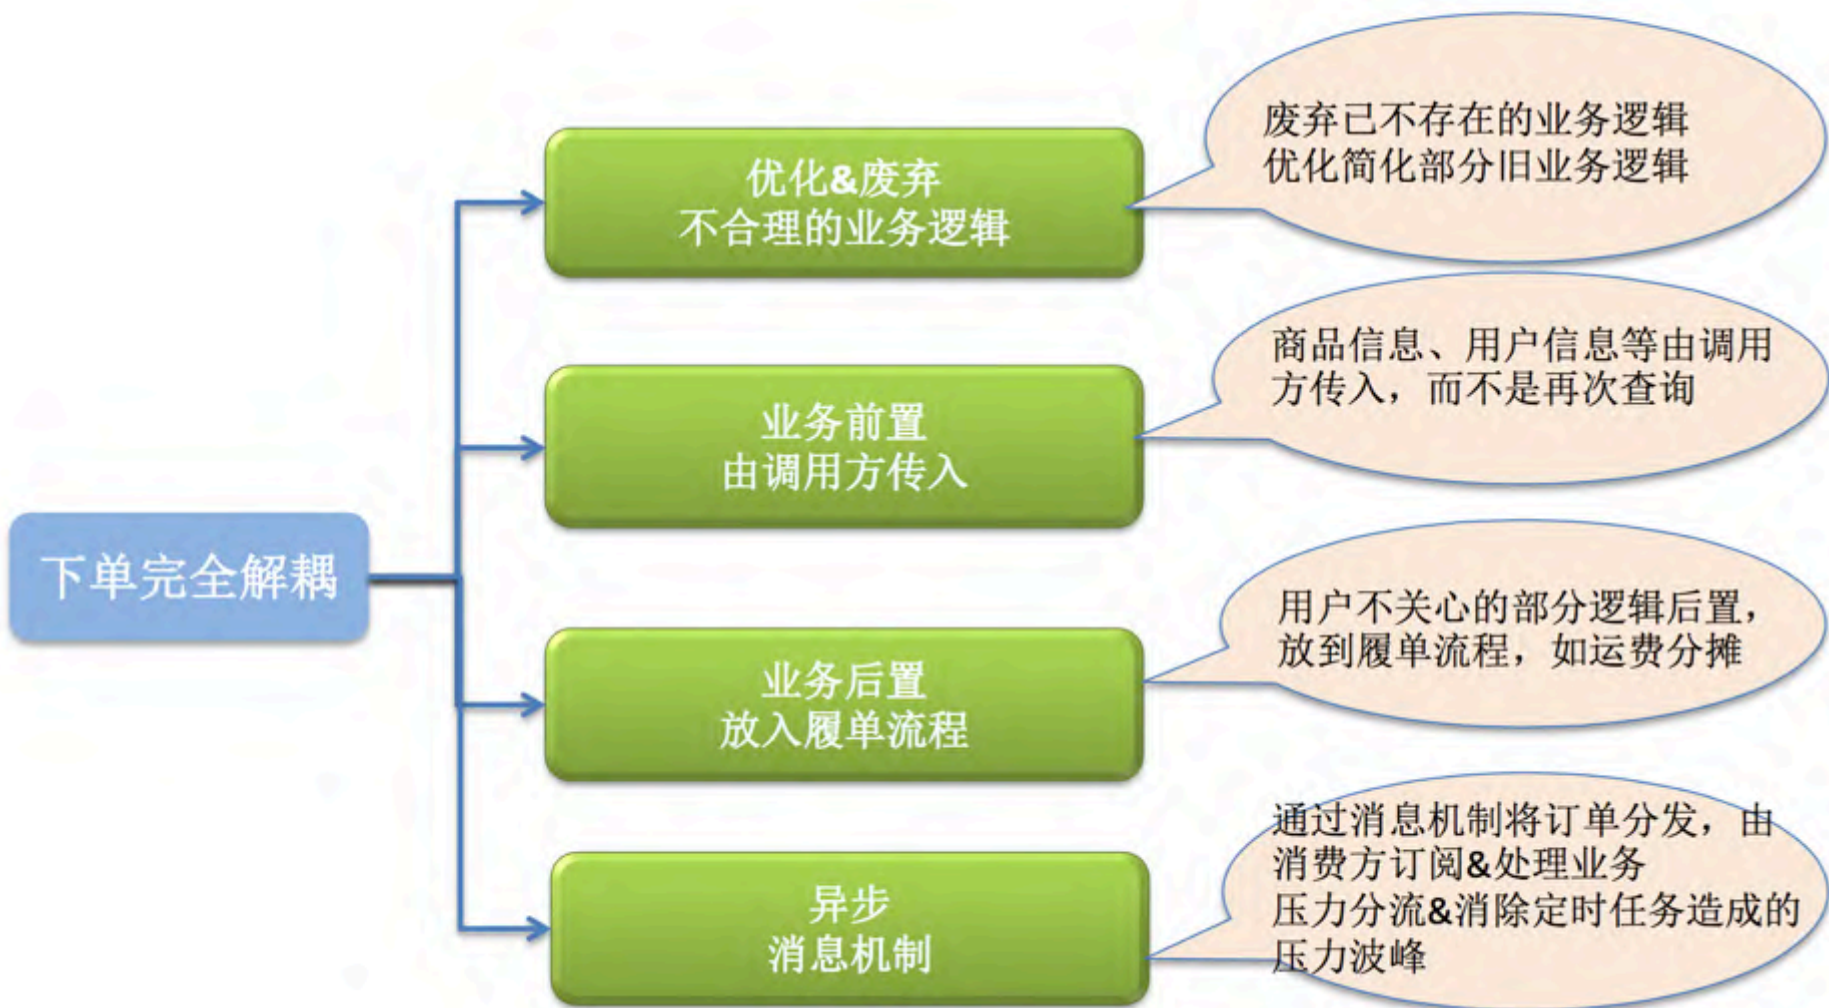 优化&废弃
不合理的业务逻辑
废弃已不存在的业务逻辑
优化简化部分旧业务逻辑
业务前置
由调用方传入
商品信息、用户信息等由调用
方传入，而不是再次查询
下单完全解耦
业务后置
放入履单流程
用户不关心的部分逻辑后置，
放到履单流程，如运费分摊
异步
消息机制
通过消息机制将订单分发，由
消费方订阅&处理业务
压力分流&消除定时任务造成的
压力波峰